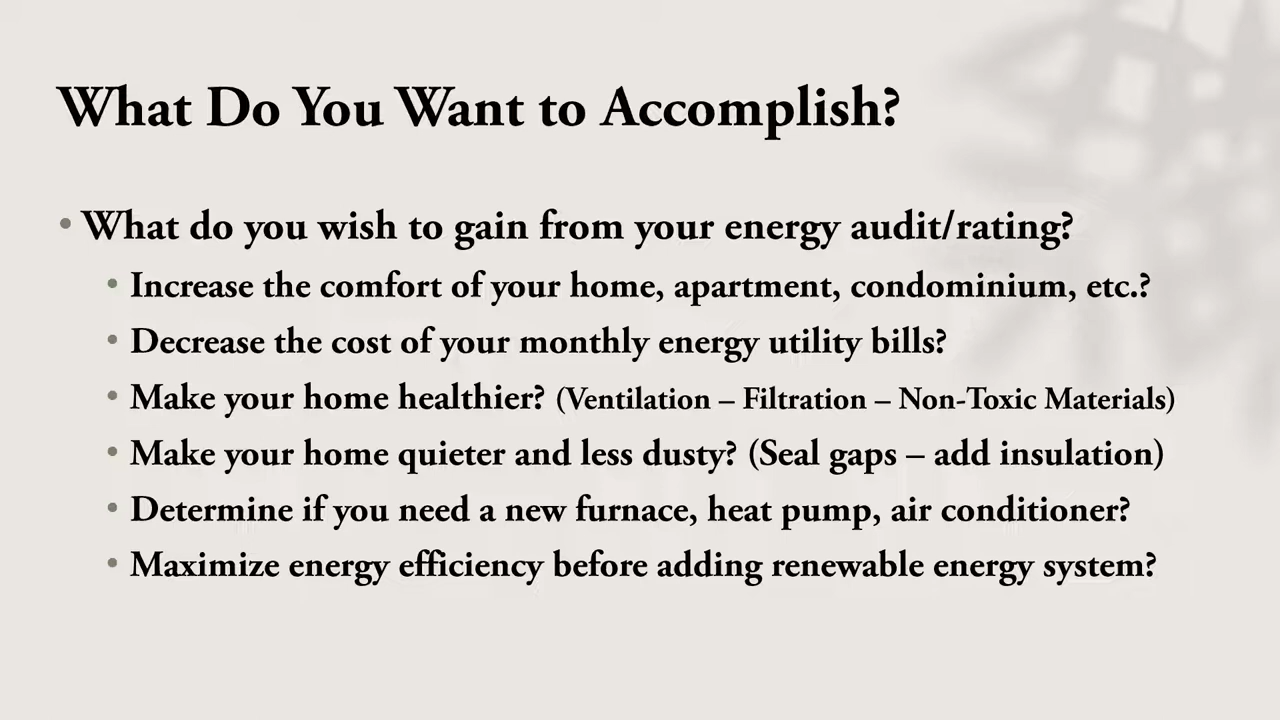 What Do You Want to Accomplish?
• What do you wish to gain from your energy audit/rating?
• Increase the comfort of your home, apartment, condominium, etc.?
• Decrease the cost of your monthly energy utility bills?
• Make your home healthier? (Ventilation – Filtration – Non-Toxic Materials)
• Make your home quieter and less dusty? (Seal gaps – add insulation)
• Determine if you need a new furnace, heat pump, air conditioner?
• Maximize energy efficiency before adding renewable energy system?